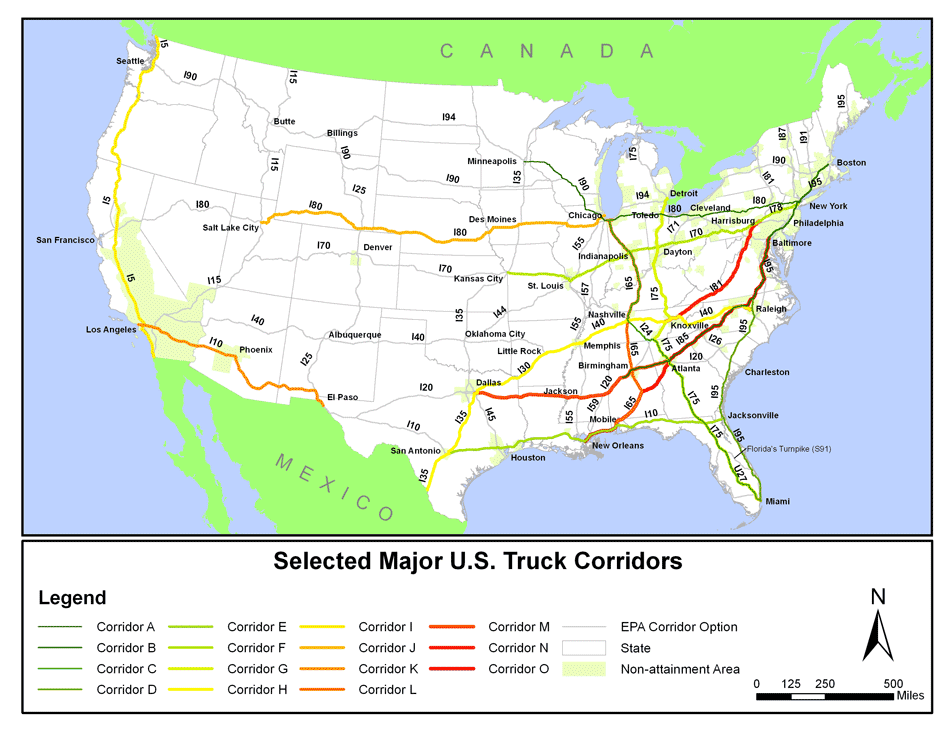 CANADA
I5
Seattle
I90
I15
I95
I87
I91
I94
Butte
Billings
I75
I90
I90
Minneapolis
I35
I90
Boston
I15
I90
I81
I95
I25
I94
Detroit
I5
I80
I80
Chicago
Toledo
I80
Cleveland
I80
I78
New York
Salt Lake City
Des Moines
I71
Harrisburg
Philadelphia
San Francisco
I80
I55
I70
Baltimore
I70
Denver
Indianapolis
Dayton
I95
I5
I15
I70
Kansas City
St. Louis
I57
I65
I75
I81
I44
Nashville
I40
Raleigh
Los Angeles
I40
Albuquerque
I40
I35
Oklahoma City
I55
I40
I24
Knoxville
I95
I10
Phoenix
Little Rock
Memphis
I65
I75
I85
I26
I25
I30
Birmingham
I20
Atlanta
Charleston
El Paso
I20
Dallas
Jackson
I20
I59
I65
I95
I10
I35
I45
I55
Mobile
I10
I75
Jacksonville
San Antonio
New Orleans
I75
I95
Florida's Turnpike (S91)
MEXICO
I35
Houston
U27
Miami
Selected Major U.S. Truck Corridors
Legend
N
Corridor A
Corridor E
Corridor I
Corridor M
EPA Corridor Option
Corridor B
Corridor F
Corridor J
Corridor N
State
Corridor C
Corridor G
Corridor K
Corridor O
Non-attainment Area
Corridor D
Corridor H
Corridor L
0 125 250 500
Miles